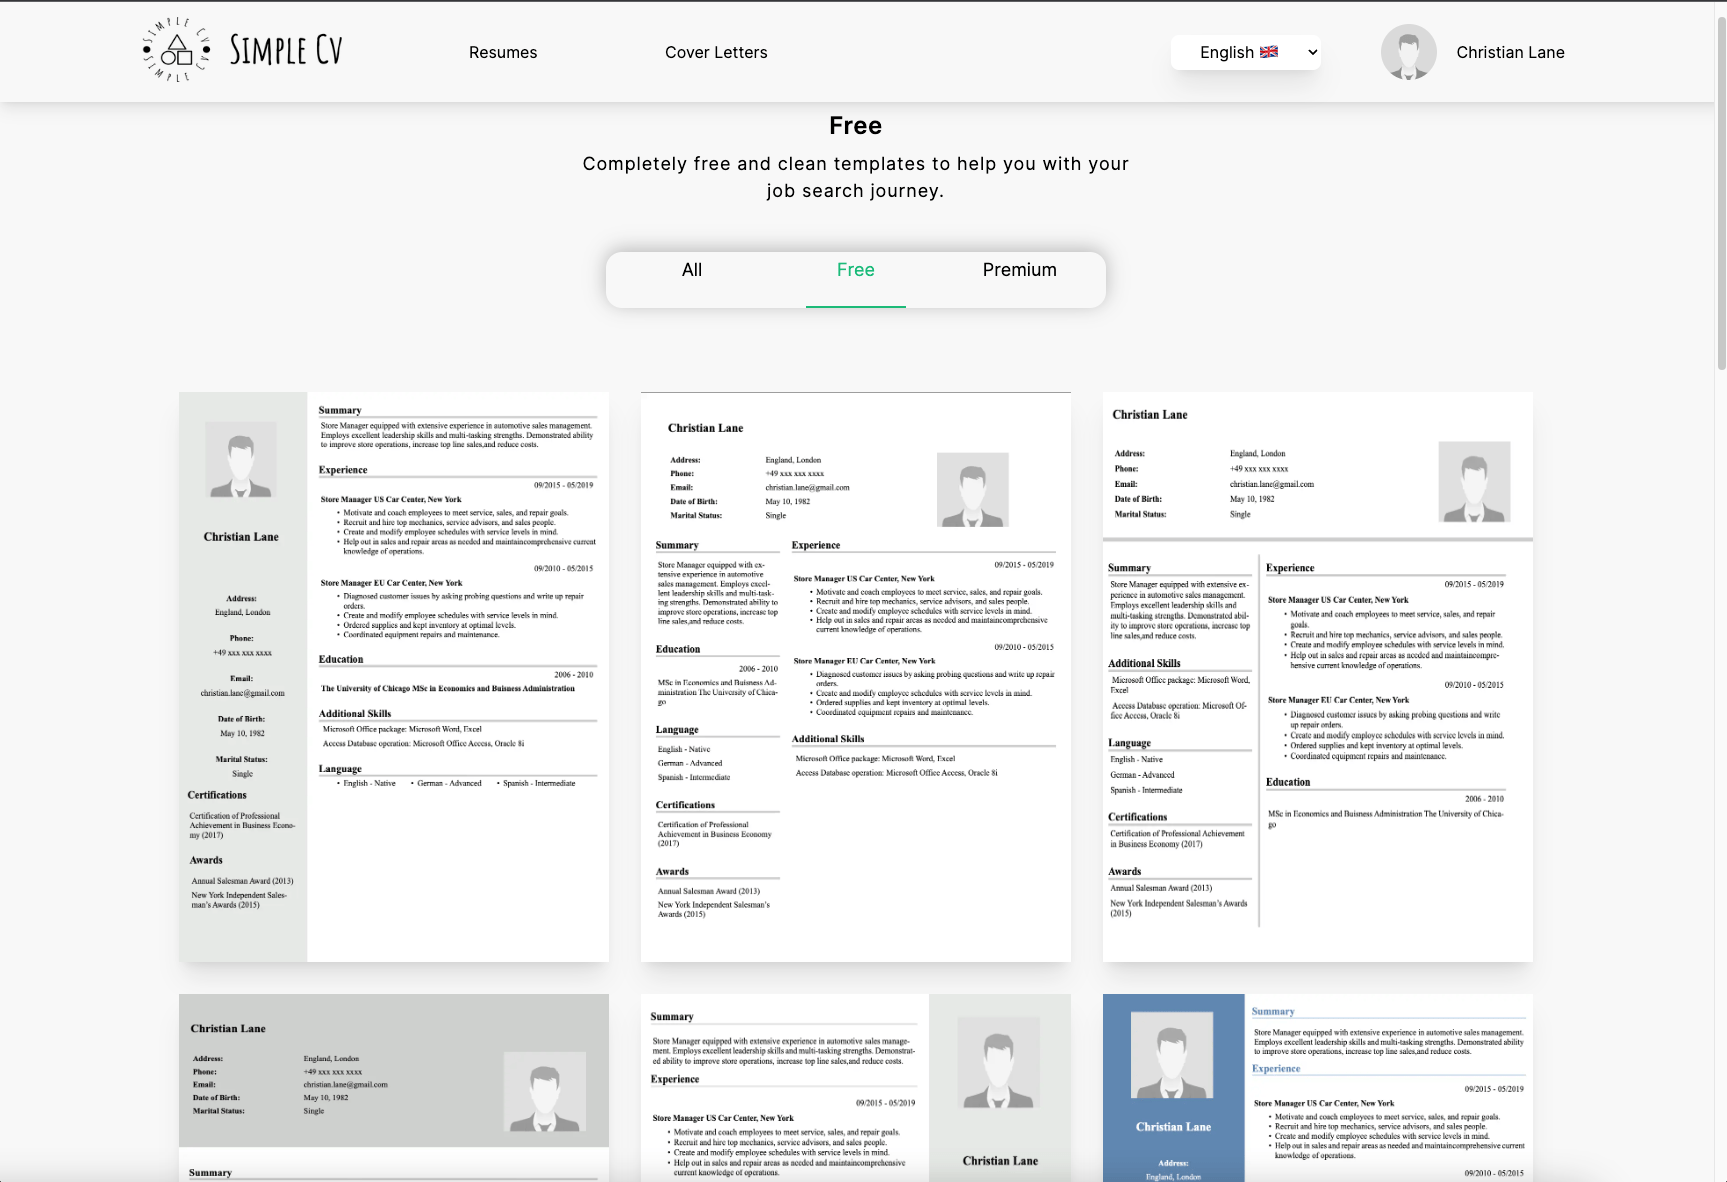 SIMPLE CV SIMPLE CV
SIMPLE CV
Resumes
Cover Letters
English 🇬🇧
Christian Lane
Free
Completely free and clean templates to help you with your
job search journey.
All
Free
Premium
Christian Lane
Address:
England, London
Phone:
+49 xxx xxx xxxx
Email:
christian.lane@gmail.com
Date of Birth:
May 10, 1982
Marital Status:
Single
Certifications
Certification of Professional
Achievement in Business Econo-
my (2017)
Awards
Annual Salesman Award (2013)
New York Independent Sales-
man's Awards (2015)
Summary
Store Manager equipped with extensive experience in automotive sales management.
Employs excellent leadership skills and multi-tasking strengths. Demonstrated ability
to improve store operations, increase top line sales,and reduce costs.
Experience
09/2015 - 05/2019
Store Manager US Car Center, New York
• Motivate and coach employees to meet service, sales, and repair goals.
• Recruit and hire top mechanics, service advisors, and sales people.
• Create and modify employee schedules with service levels in mind.
• Help out in sales and repair areas as needed and maintaincomprehensive current
knowledge of operations.
09/2010 - 05/2015
Store Manager EU Car Center, New York
• Diagnosed customer issues by asking probing questions and write up repair
orders.
• Create and modify employee schedules with service levels in mind.
• Ordered supplies and kept inventory at optimal levels.
• Coordinated equipment repairs and maintenance.
Education
2006 - 2010
The University of Chicago MSc in Economics and Buisness Administration
Additional Skills
Microsoft Office package: Microsoft Word, Excel
Access Database operation: Microsoft Office Access, Oracle 8i
Language
• English - Native • German - Advanced • Spanish - Intermediate
Christian Lane
Address: England, London
Phone: +49 xxx xxx xxxx
Email: christian.lane@gmail.com
Date of Birth: May 10, 1982
Marital Status: Single
Summary
Store Manager equipped with ex-
tensive experience in automotive
sales management. Employs excel-
lent leadership skills and multi-task-
ing strengths. Demonstrated ability to
improve store operations, increase top
line sales,and reduce costs.
Education
2006 - 2010
MSc in Economics and Buisness Ad-
ministration The University of Chica-
go
Language
English - Native
German - Advanced
Spanish - Intermediate
Certifications
Certification of Professional
Achievement in Business Economy
(2017)
Awards
Annual Salesman Award (2013)
New York Independent Salesman's
Awards (2015)
Experience
09/2015 - 05/2019
Store Manager US Car Center, New York
• Motivate and coach employees to meet service, sales, and repair goals.
• Recruit and hire top mechanics, service advisors, and sales people.
• Create and modify employee schedules with service levels in mind.
• Help out in sales and repair areas as needed and maintaincomprehensive
current knowledge of operations.
09/2010 - 05/2015
Store Manager EU Car Center, New York
• Diagnosed customer issues by asking probing questions and write up repair
orders.
• Create and modify employee schedules with service levels in mind.
• Ordered supplies and kept inventory at optimal levels.
• Coordinated equipment repairs and maintenance.
Additional Skills
Microsoft Office package: Microsoft Word, Excel
Access Database operation: Microsoft Office Access, Oracle 8i
Christian Lane
Address: England, London
Phone: +49 xxx xxx xxxx
Email: christian.lane@gmail.com
Date of Birth: May 10, 1982
Marital Status: Single
Summary
Store Manager equipped with extensive ex-
perience in automotive sales management.
Employs excellent leadership skills and
multi-tasking strengths. Demonstrated abil-
ity to improve store operations, increase top
line sales,and reduce costs.
Additional Skills
Microsoft Office package: Microsoft Word,
Excel
Access Database operation: Microsoft Of-
fice Access, Oracle 8i
Language
English - Native
German - Advanced
Spanish - Intermediate
Certifications
Certification of Professional Achievement
in Business Economy (2017)
Awards
Annual Salesman Award (2013)
New York Independent Salesman's Awards
(2015)
Experience
09/2015 - 05/2019
Store Manager US Car Center, New York
• Motivate and coach employees to meet service, sales, and repair
goals.
• Recruit and hire top mechanics, service advisors, and sales people.
• Create and modify employee schedules with service levels in mind.
• Help out in sales and repair areas as needed and maintaincompre-
hensive current knowledge of operations.
09/2010 - 05/2015
Store Manager EU Car Center, New York
• Diagnosed customer issues by asking probing questions and write
up repair orders.
• Create and modify employee schedules with service levels in mind.
• Ordered supplies and kept inventory at optimal levels.
• Coordinated equipment repairs and maintenance.
Education
2006 - 2010
MSc in Economics and Buisness Administration The University of Chica-
go
Christian Lane
Address: England, London
Phone: +49 xxx xxx xxxx
Email: christian.lane@gmail.com
Date of Birth: May 10, 1982
Marital Status: Single
Summary
Summary
Store Manager equipped with extensive experience in automotive sales manage-
ment. Employs excellent leadership skills and multi-tasking strengths. Demonstrat-
ed ability to improve store operations, increase top line sales,and reduce costs.
Experience
09/2015 - 05/2019
Store Manager US Car Center, New York
• Motivate and coach employees to meet service, sales, and repair goals.
• Recruit and hire top mechanics, service advisors, and sales people.
• Create and modify employee schedules with service levels in mind.
• Help out in sales and repair areas as needed and maintaincomprehensive
current knowledge of operations.
Christian Lane
Christian Lane
Address:
England, London
Summary
Store Manager equipped with extensive experience in automotive sales management.
Employs excellent leadership skills and multi-tasking strengths. Demonstrated ability
to improve store operations, increase top line sales,and reduce costs.
Experience
09/2015 - 05/2019
Store Manager US Car Center, New York
• Motivate and coach employees to meet service, sales, and repair goals.
• Recruit and hire top mechanics, service advisors, and sales people.
• Create and modify employee schedules with service levels in mind.
• Help out in sales and repair areas as needed and maintaincomprehensive current
knowledge of operations.
09/2010 - 05/2015